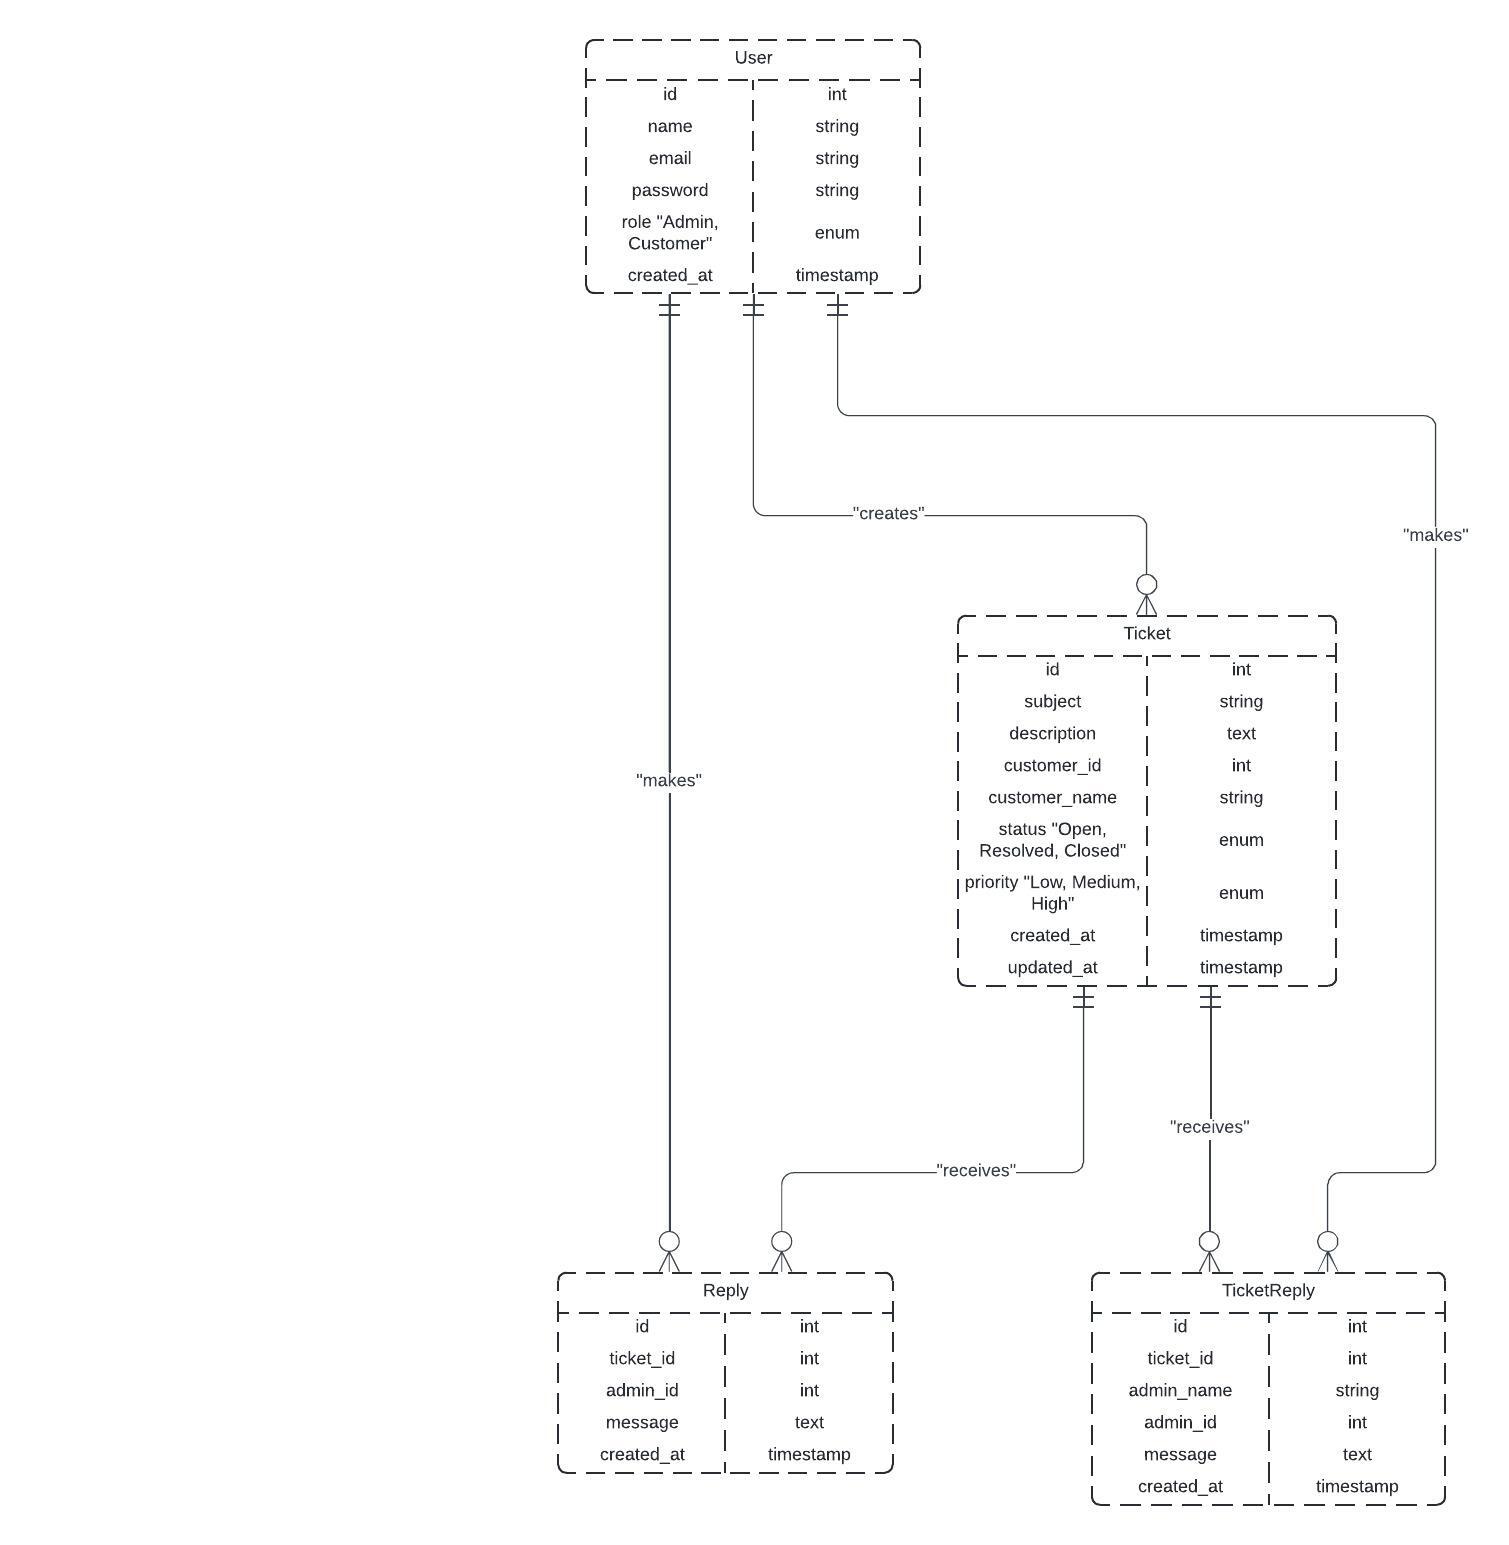 User
id int
name string
email string
password string
role "Admin,
Customer" enum
created_at timestamp
"creates"
"makes"
Ticket
id int
subject string
description text
customer_id int
"makes"
customer_name string
status "Open,
Resolved, Closed" enum
priority "Low, Medium,
High" enum
created_at timestamp
updated_at timestamp
"receives"
"receives"
Reply
id int
ticket_id int
admin_id int
message text
created_at timestamp
TicketReply
id int
ticket_id int
admin_name string
admin_id int
message text
created_at timestamp